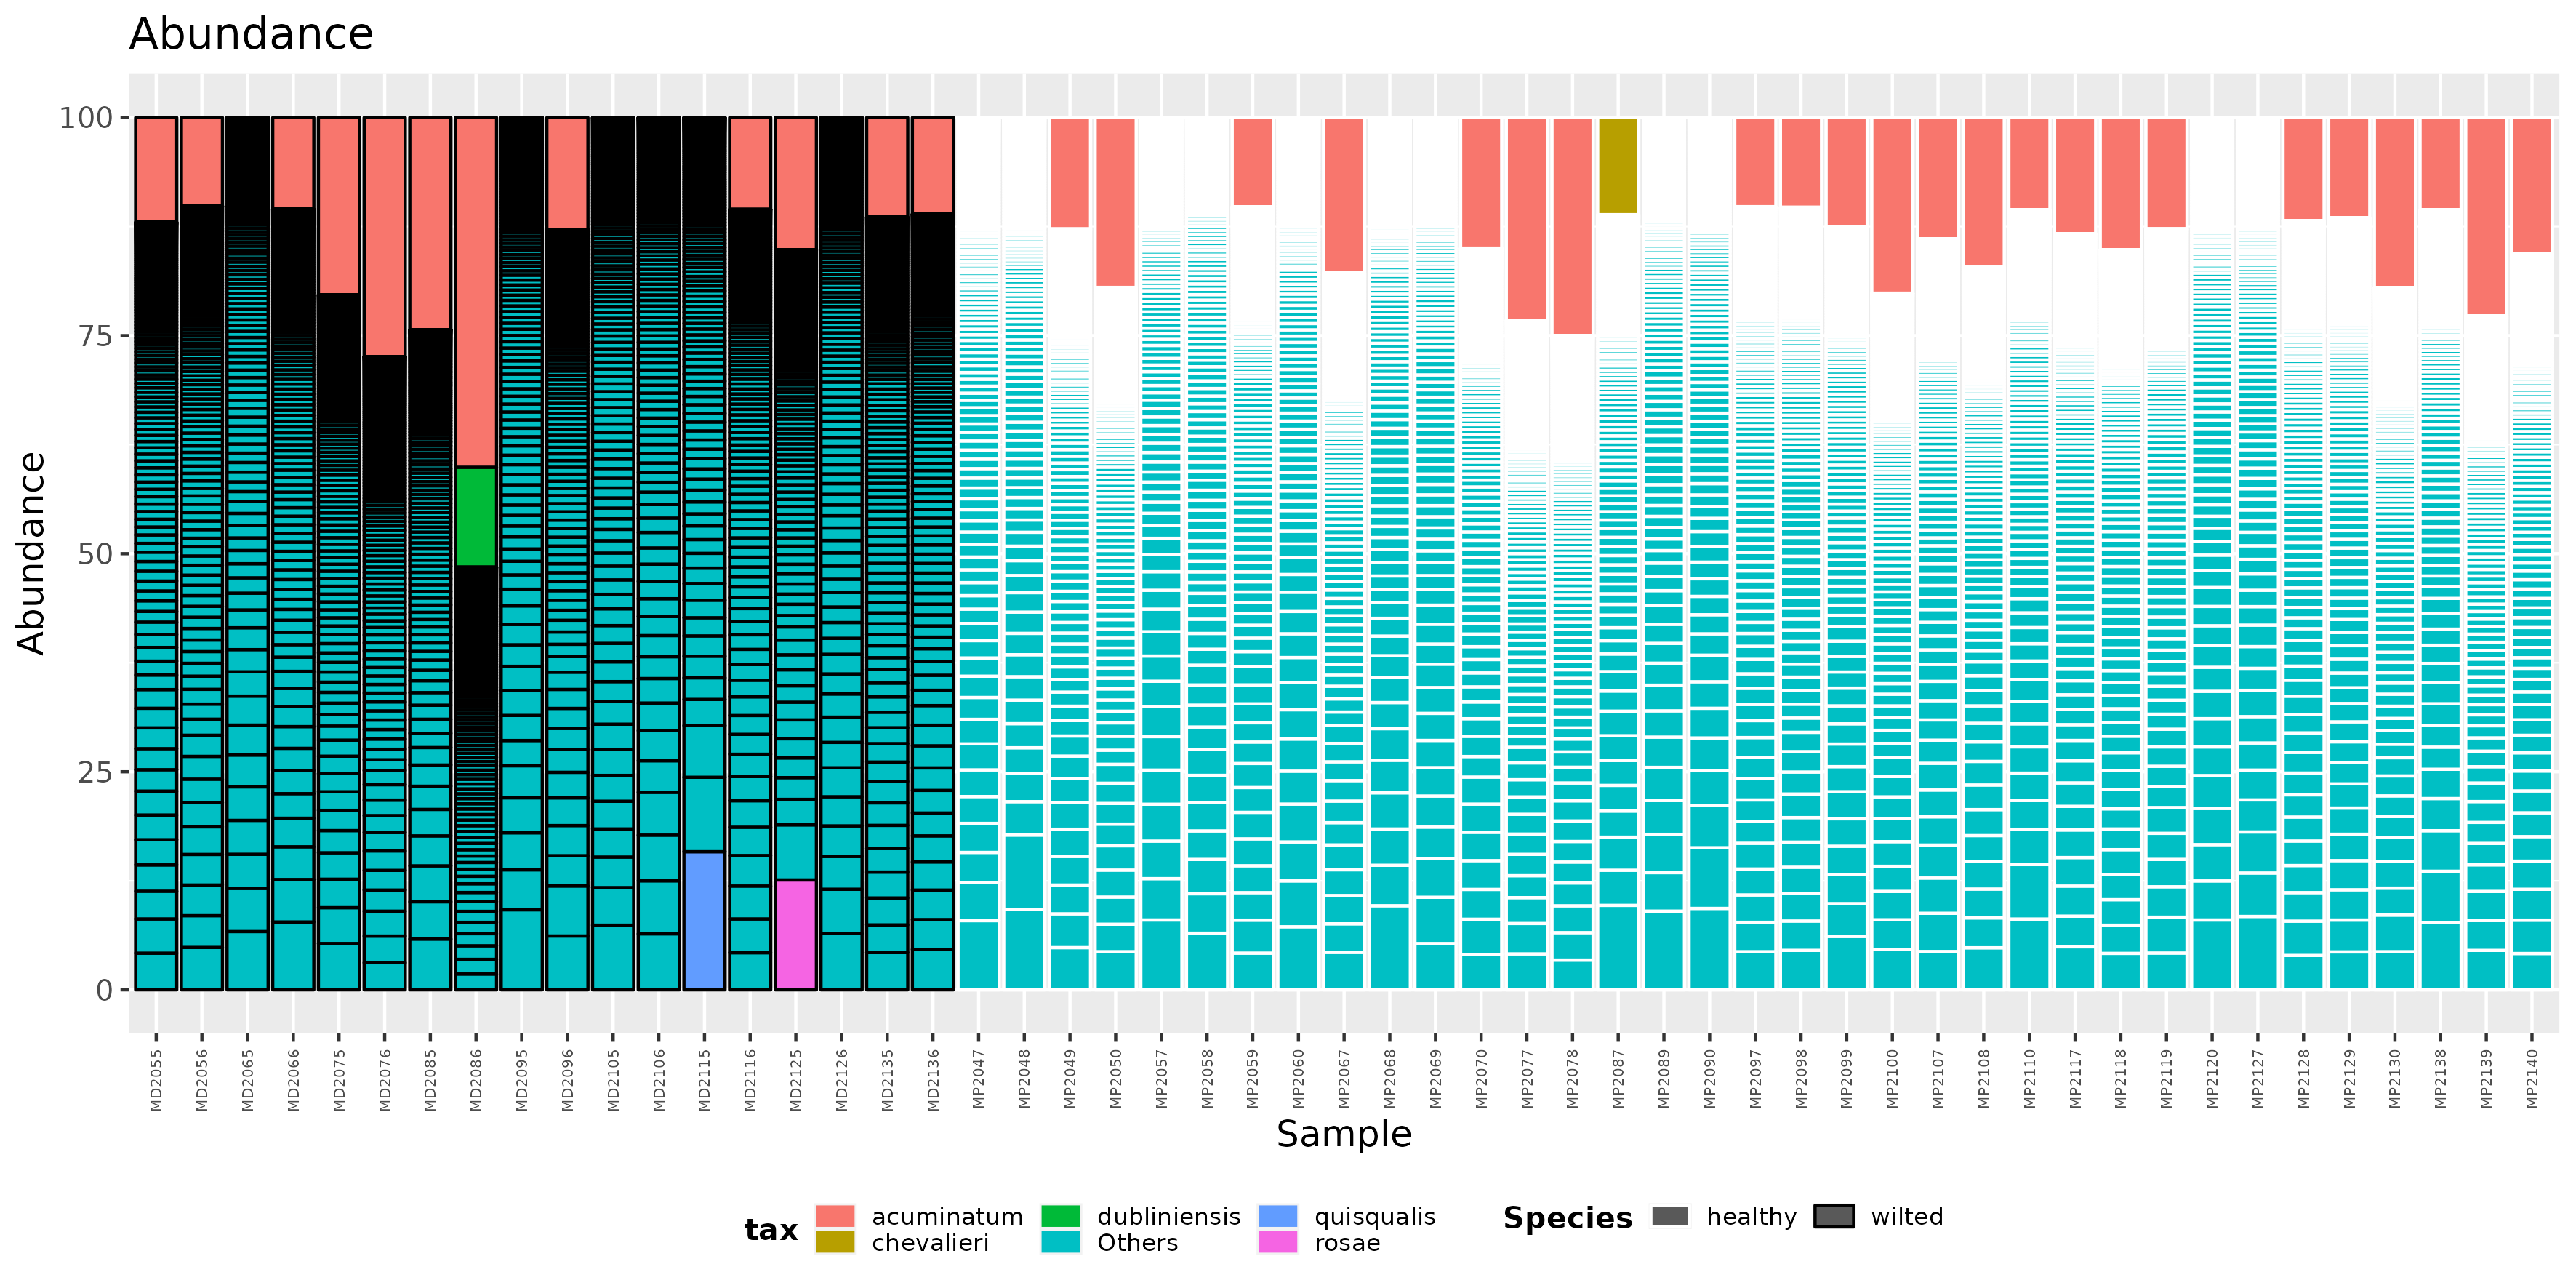 Abundance
Abundance
100
75
50
25
0
MD2055 MD2056 MD2065 MD2066 MD2075 MD2076 MD2085 MD2086 MD2095 MD2096 MD2105 MD2106 MD2115 MD2116 MD2125 MD2126 MD2135 MD2136 MP2047 MP2048 MP2049 MP2050 MP2057 MP2058 MP2059 MP2060 MP2067 MP2068 MP2069 MP2070 MP2077 MP2078 MP2087 MP2089 MP2090 MP2097 MP2098 MP2099 MP2100 MP2107 MP2108 MP2110 MP2117 MP2118 MP2119 MP2120 MP2127 MP2128 MP2129 MP2130 MP2138 MP2139 MP2140
Sample
tax
acuminatum dubliniensis quisqualis
chevalieri Others rosae
Species healthy wilted